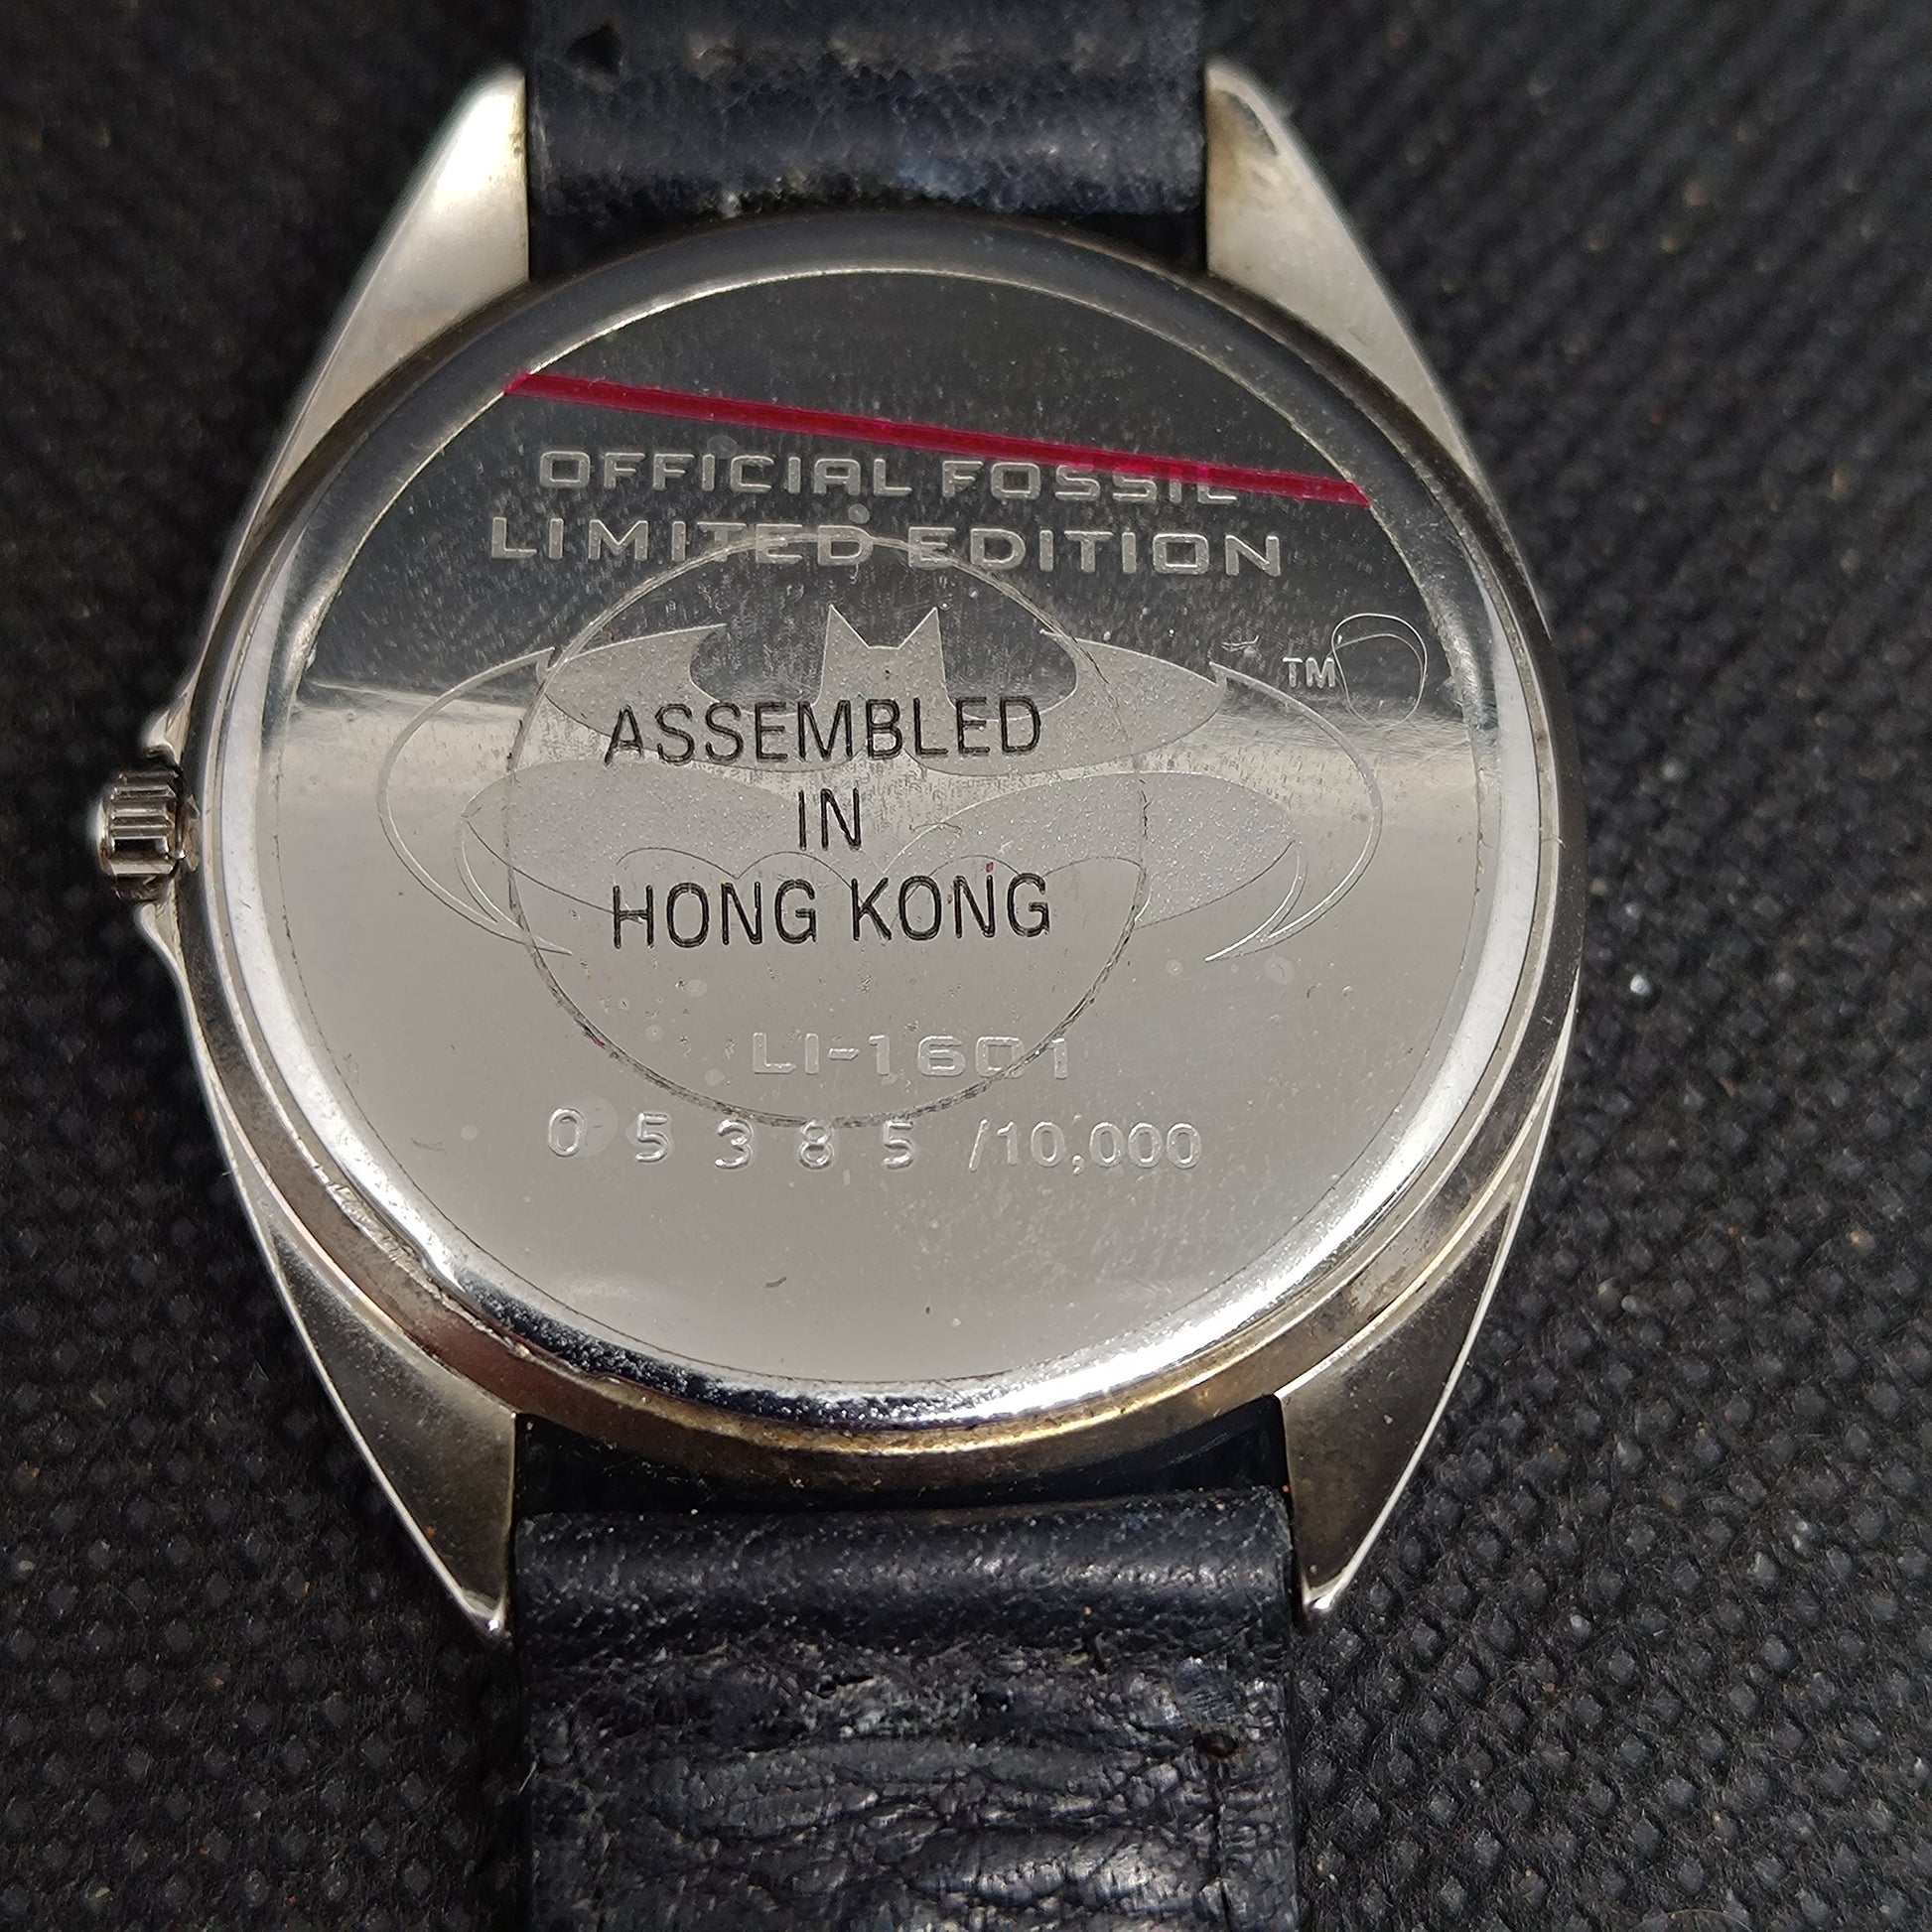 OFFICIAL FOSSIL
LIMITED EDITION
TM
ASSEMBLED
IN
HONG KONG
LI-1601
05385 /10,000